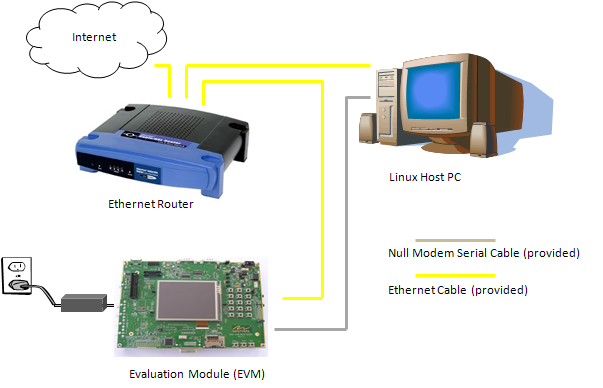 Internet
Ethernet Router
Linux Host PC
Null Modem Serial Cable (provided)
Ethernet Cable (provided)
Evaluation Module (EVM)